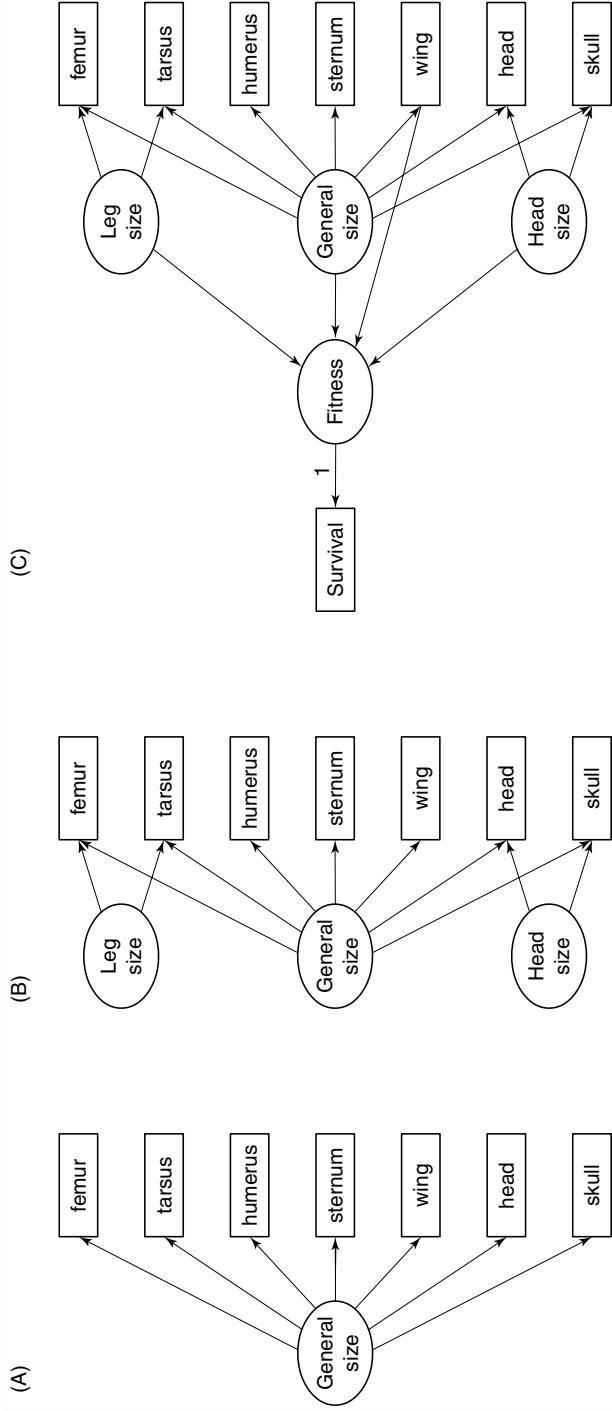 (A)
General
size
femur
tarsus
humerus
sternum
wing
head
skull
(B)
Leg
size
General
size
Head
size
femur
tarsus
humerus
sternum
wing
head
skull
(C)
Survival
1
Fitness
Leg
size
General
size
Head
size
femur
tarsus
humerus
sternum
wing
head
skull